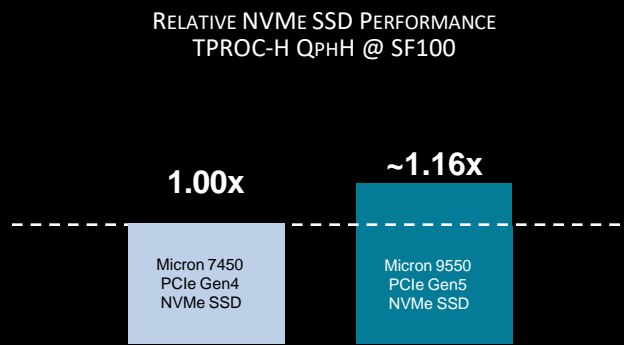 RELATIVE NVME SSD PERFORMANCE
TPROC-H QPHH @ SF100
1.00x
~1.16x
Micron 7450
PCIe Gen4
NVMe SSD
Micron 9550
PCIe Gen5
NVMe SSD